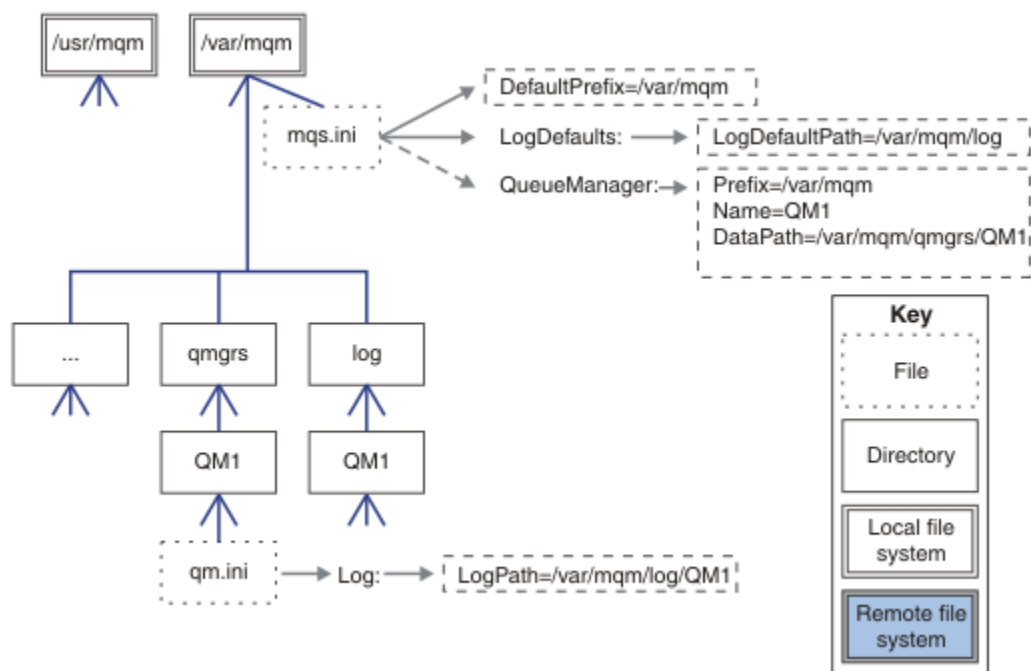 /usr/mqm
/var/mqm
mqs.ini
DefaultPrefix=/var/mqm
LogDefaults:
LogDefaultPath=/var/mqm/log
QueueManager:
Prefix=/var/mqm
Name=QM1
DataPath=/var/mqm/qmgrs/QM1
...
qmgrs
log
QM1
QM1
qm.ini
Log:
LogPath=/var/mqm/log/QM1
Key
File
Directory
Local file
system
Remote file
system